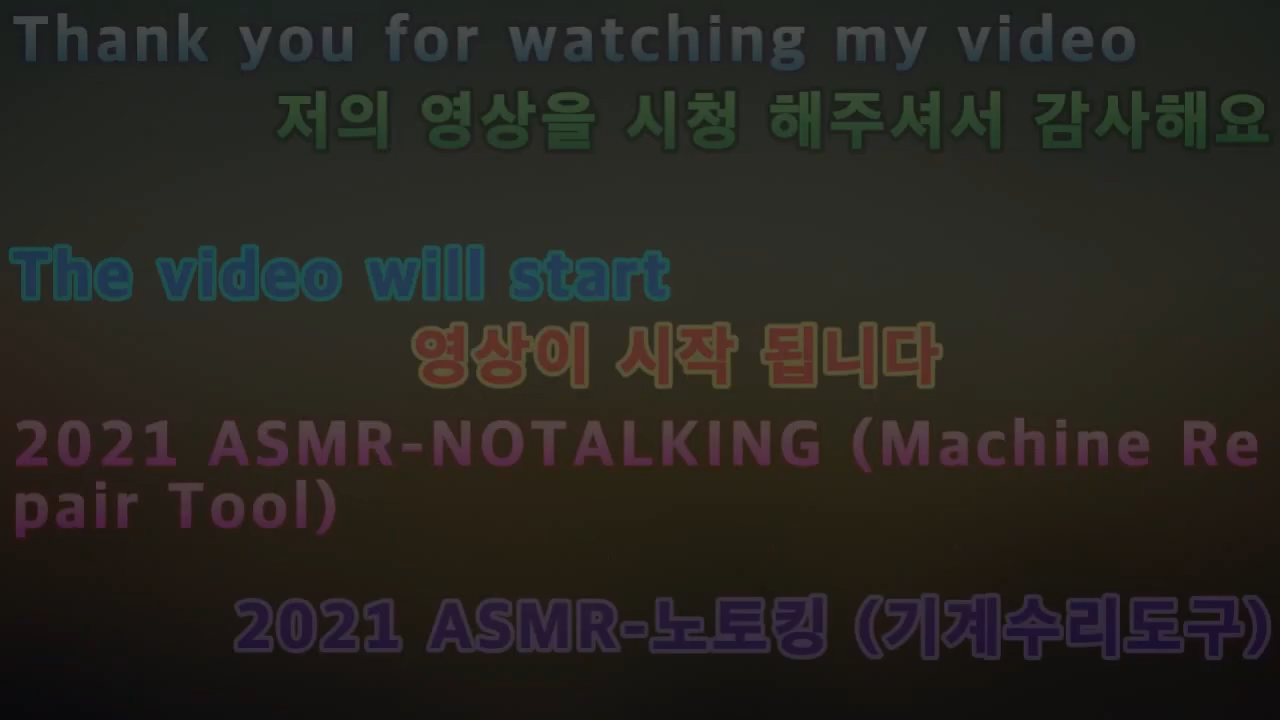 Thank you for watching my video
저의 영상을 시청 해주셔서 감사해요
The video will start
영상이 시작 됩니다
2021 ASMR-NOTALKING (Machine Re
pair Tool)
2021 ASMR-노토킹 (기계수리도구)